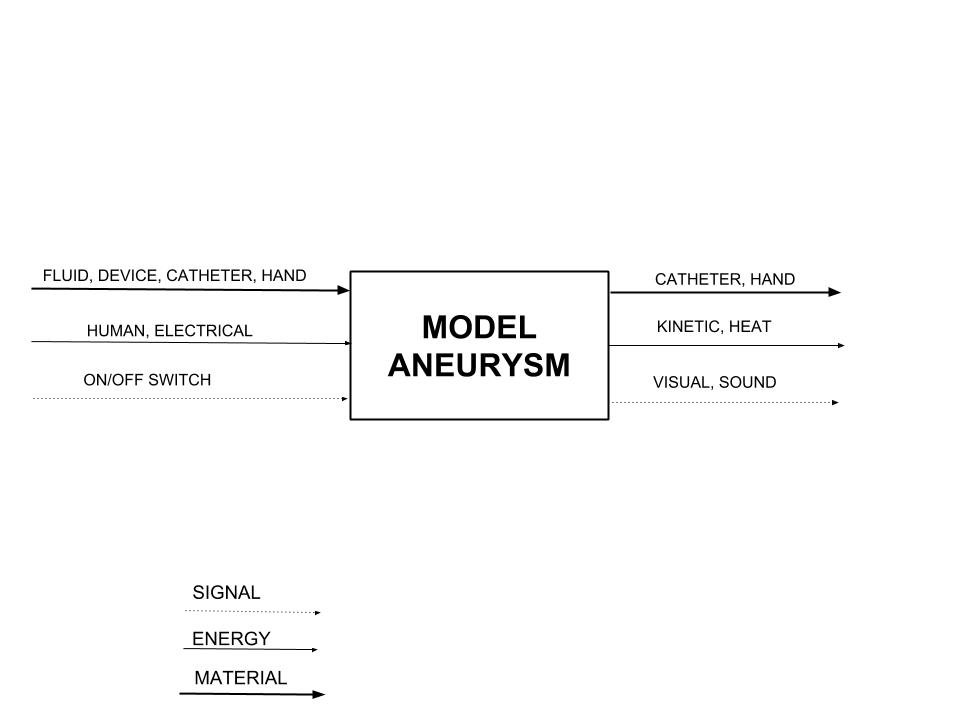 FLUID, DEVICE, CATHETER, HAND
HUMAN, ELECTRICAL
ON/OFF SWITCH
MODEL
ANEURYSM
CATHETER, HAND
KINETIC, HEAT
VISUAL, SOUND
SIGNAL
ENERGY
MATERIAL